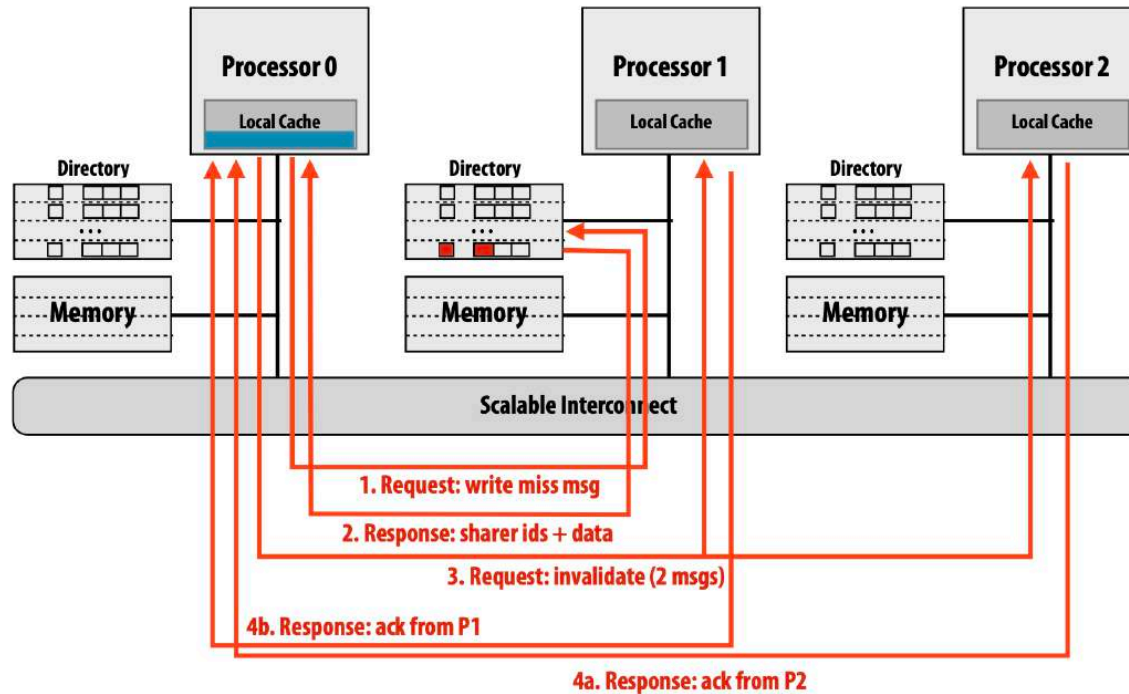 Processor 0
Processor 1
Processor 2
Local Cache
Local Cache
Local Cache
Directory
Directory
Directory
• • •
• • •
• • •
Memory
Memory
Memory
Scalable Interconnect
1. Request: write miss msg
2. Response: sharer ids + data
3. Request: invalidate (2 msgs)
4b. Response: ack from P1
4a. Response: ack from P2